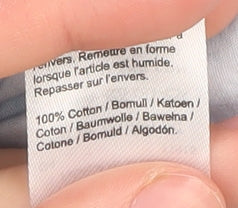 l'envers. Remettre en forme
lorsque l'article est humide.
Repasser sur l'envers.
100% Cotton / Bomull / Katoen /
Coton / Baumwolle / Bawełna /
Cotone / Bomuld / Algodón.